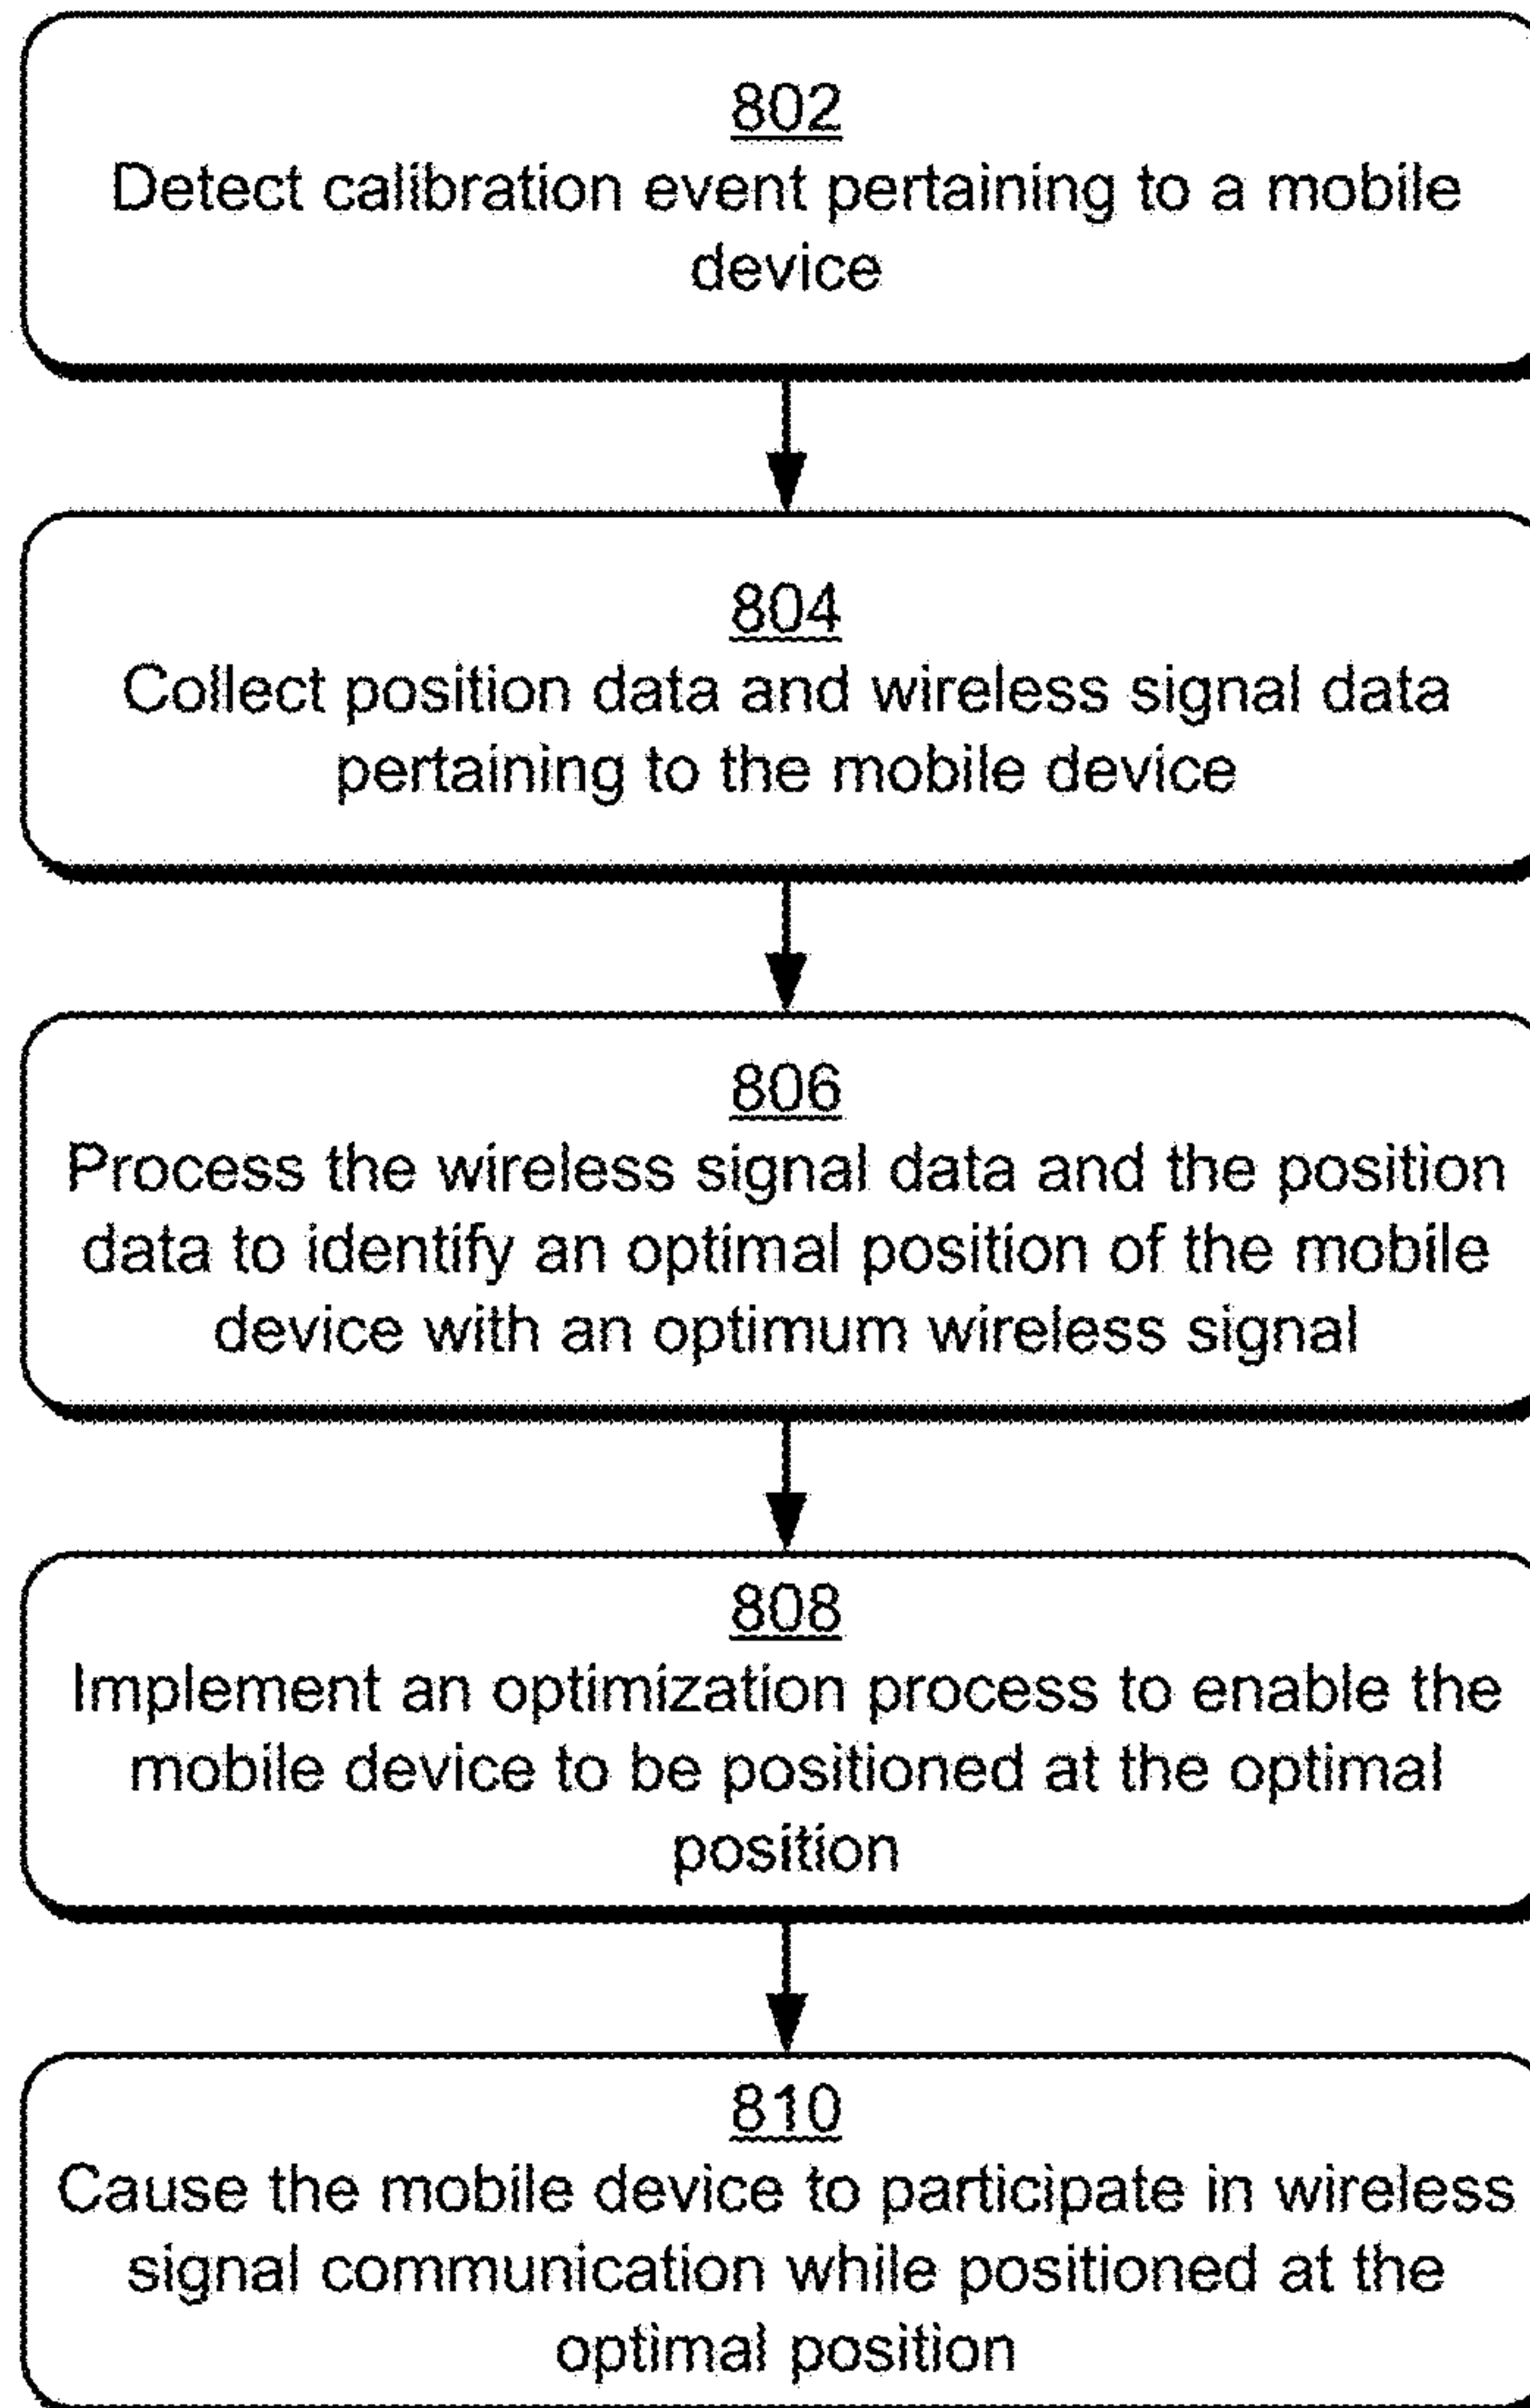 802
Detect calibration event pertaining to a mobile
device
804
Collect position data and wireless signal data
pertaining to the mobile device
806
Process the wireless signal data and the position
data to identify an optimal position of the mobile
device with an optimum wireless signal
808
Implement an optimization process to enable the
mobile device to be positioned at the optimal
position
810
Cause the mobile device to participate in wireless
signal communication while positioned at the
optimal position